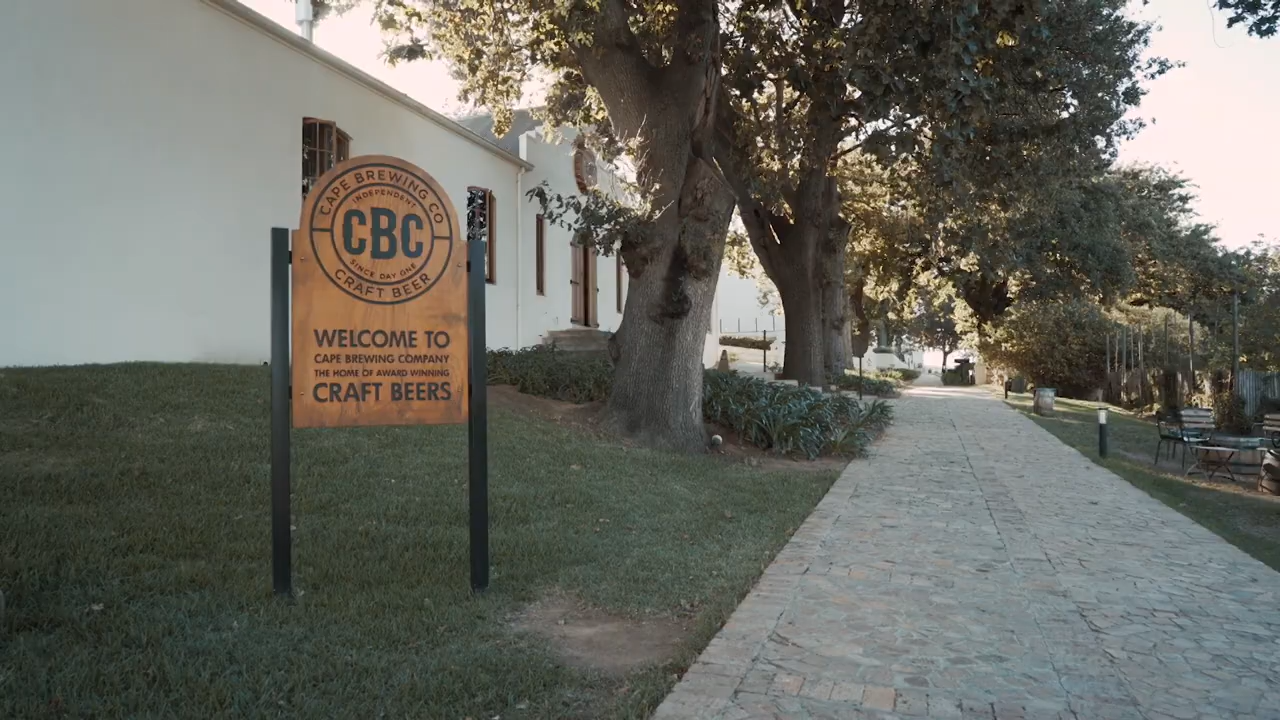 CAPE BREWING CO
INDEPENDENT
CBC
SINCE DAY ONE
CRAFT BEER
WELCOME TO
CAPE BREWING COMPANY
THE HOME OF AWARD WINNING
CRAFT BEERS